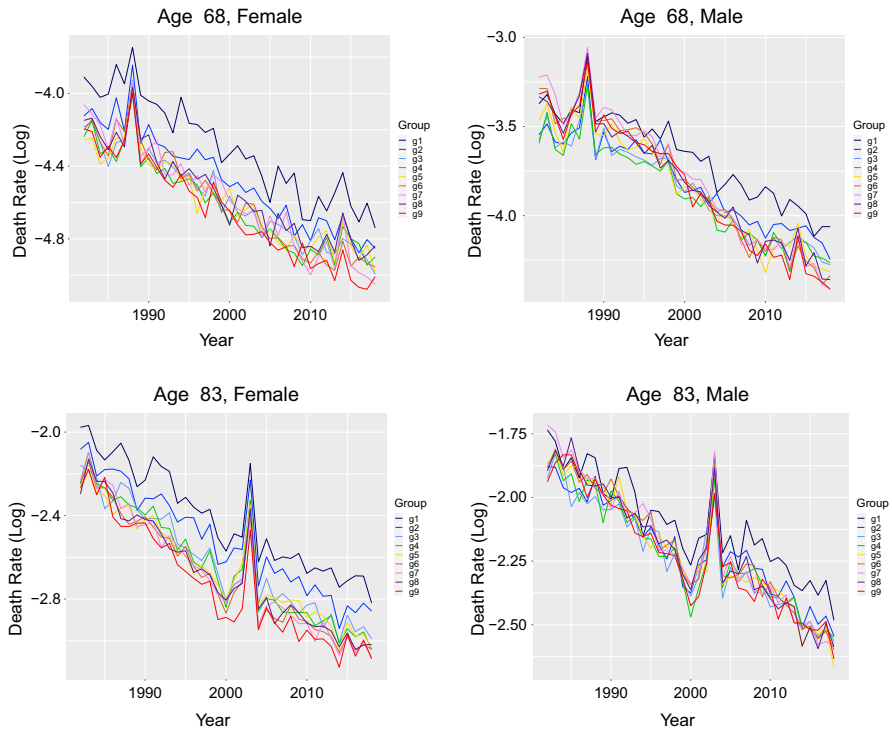 Age 68, Female
Death Rate (Log)
−4.0
−4.4
−4.8
1990
2000
2010
Year
Group
g1
g2
g3
g4
g5
g6
g7
g8
g9
Age 68, Male
Death Rate (Log)
−3.0
−3.5
−4.0
1990
2000
2010
Year
Group
g1
g2
g3
g4
g5
g6
g7
g8
g9
Age 83, Female
Death Rate (Log)
−2.0
−2.4
−2.8
1990
2000
2010
Year
Group
g1
g2
g3
g4
g5
g6
g7
g8
g9
Age 83, Male
Death Rate (Log)
−1.75
−2.00
−2.25
−2.50
1990
2000
2010
Year
Group
g1
g2
g3
g4
g5
g6
g7
g8
g9